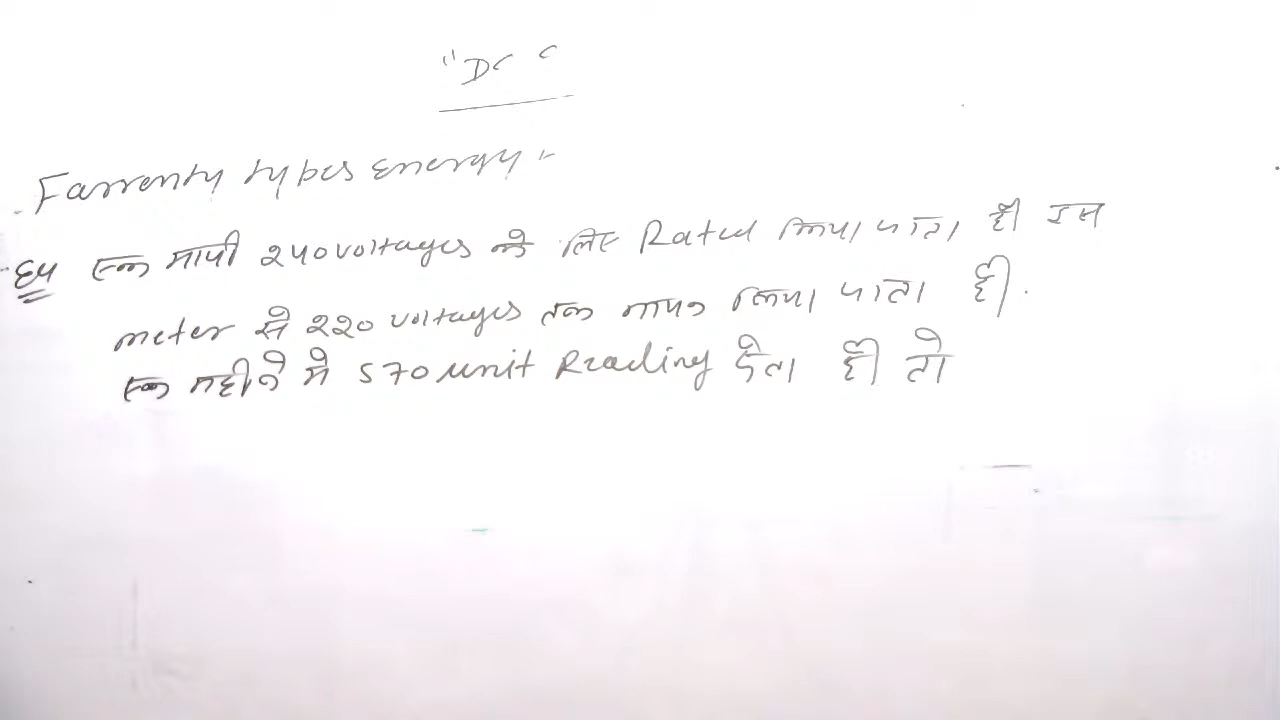 "DC C
Farrenty types energy :-
Eg एक मापी 240 voltages के लिए Rated किया जाता है। इस
meter से 220 voltages तक मापन किया जाता है।
एक महीने मे 570 unit Reading देता है। तो